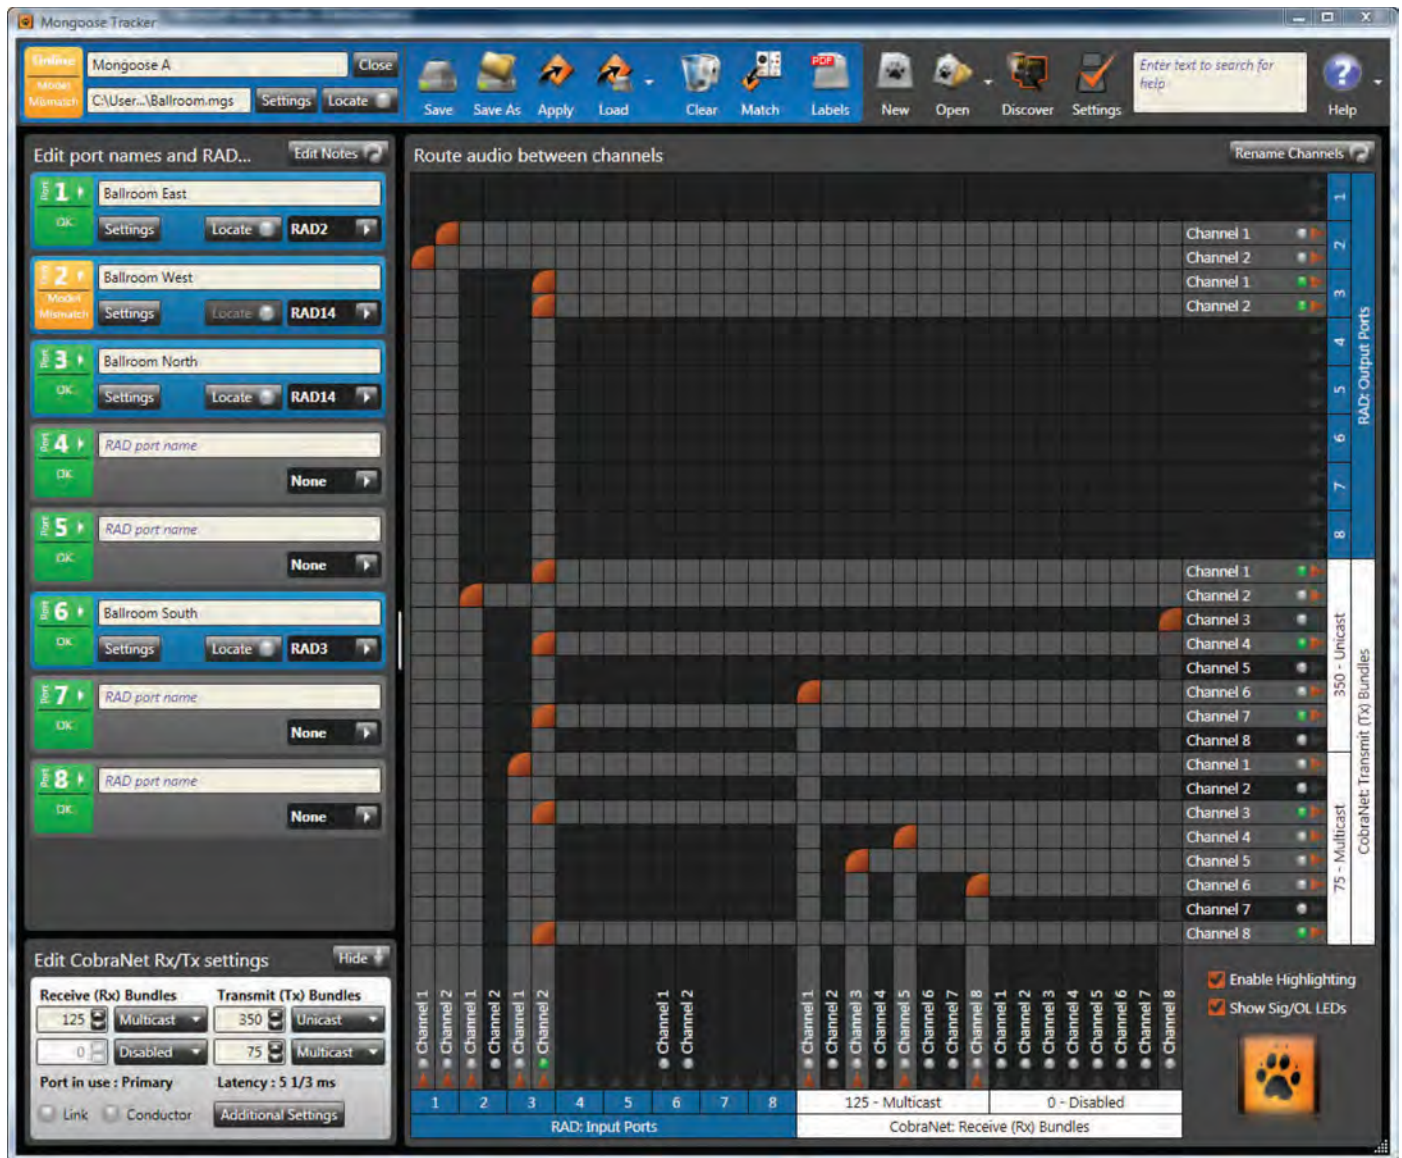 Mongoose Tracker
Online
Model
Mismatch
Mongoose A
Close
C:\User...\Ballroom.mgs
Settings
Locate
Save
Save As
Apply
Load
Clear
Match
PDF
Labels
New
Open
Discover
Settings
Enter text to search for
help
?
Help
Edit port names and RAD...
Edit Notes
Port
1
OK
Ballroom East
Settings
Locate
RAD2
Port
2
Model
Mismatch
Ballroom West
Settings
Locate
RAD14
Port
3
OK
Ballroom North
Settings
Locate
RAD14
Port
4
OK
RAD port name
None
Port
5
OK
RAD port name
None
Port
6
OK
Ballroom South
Settings
Locate
RAD3
Port
7
OK
RAD port name
None
Port
8
OK
RAD port name
None
Edit CobraNet Rx/Tx settings
Hide
Receive (Rx) Bundles
Transmit (Tx) Bundles
125
Multicast
350
Unicast
0
Disabled
75
Multicast
Port in use : Primary
Latency : 5 1/3 ms
Link
Conductor
Additional Settings
Route audio between channels
Rename Channels
Channel 1
Channel 2
Channel 1
Channel 2
Channel 1
Channel 2
Channel 3
Channel 4
Channel 5
Channel 6
Channel 7
Channel 8
Channel 1
Channel 2
Channel 3
Channel 4
Channel 5
Channel 6
Channel 7
Channel 8
1
2
3
4
5
6
7
8
RAD: Output Ports
350 - Unicast
75 - Multicast
CobraNet: Transmit (Tx) Bundles
Channel 1
Channel 2
Channel 1
Channel 2
Channel 1
Channel 2
Channel 1
Channel 2
Channel 1
Channel 2
Channel 3
Channel 4
Channel 5
Channel 6
Channel 7
Channel 8
Channel 1
Channel 2
Channel 3
Channel 4
Channel 5
Channel 6
Channel 7
Channel 8
1
2
3
4
5
6
7
8
125 - Multicast
0 - Disabled
RAD: Input Ports
CobraNet: Receive (Rx) Bundles
Enable Highlighting
Show Sig/OL LEDs